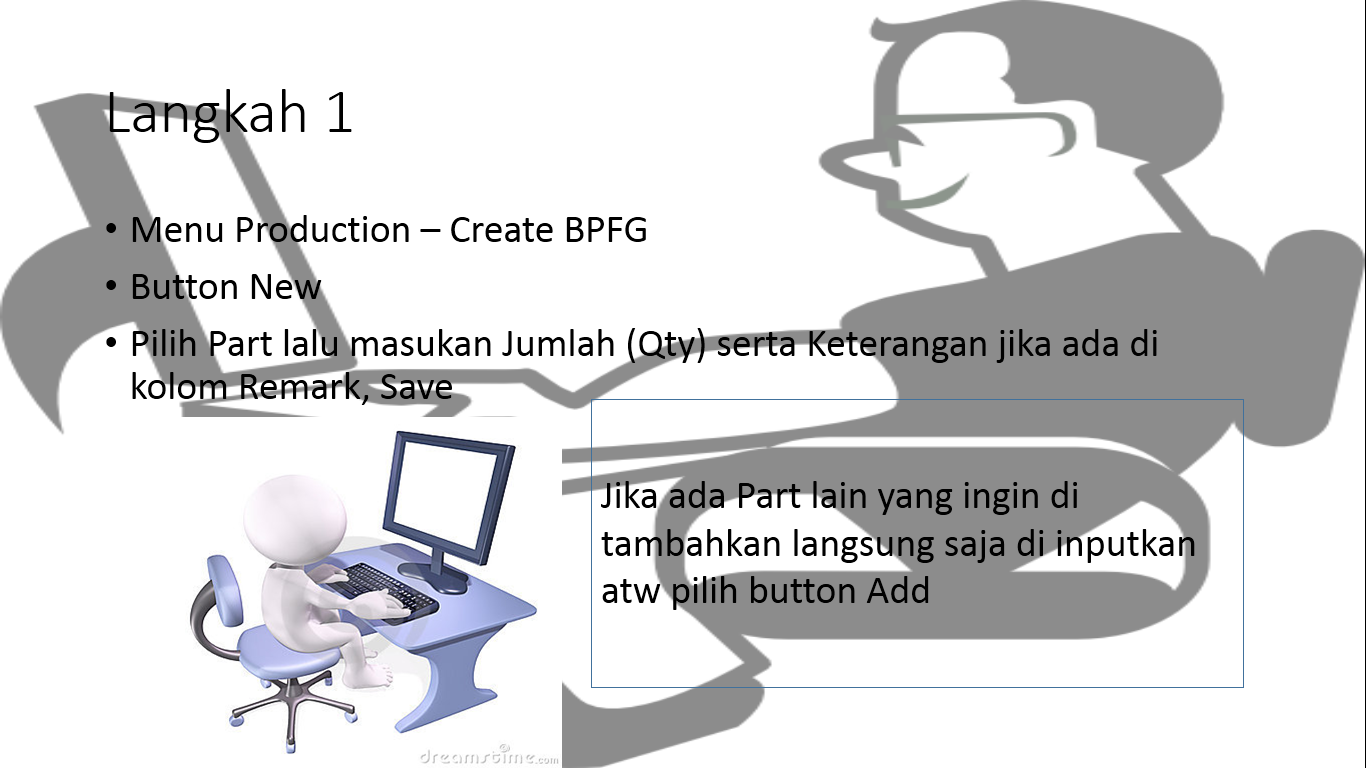 Langkah 1
• Menu Production – Create BPFG
• Button New
• Pilih Part lalu masukan Jumlah (Qty) serta Keterangan jika ada di
kolom Remark, Save
Jika ada Part lain yang ingin di
tambahkan langsung saja di inputkan
atw pilih button Add
dreamstime.com